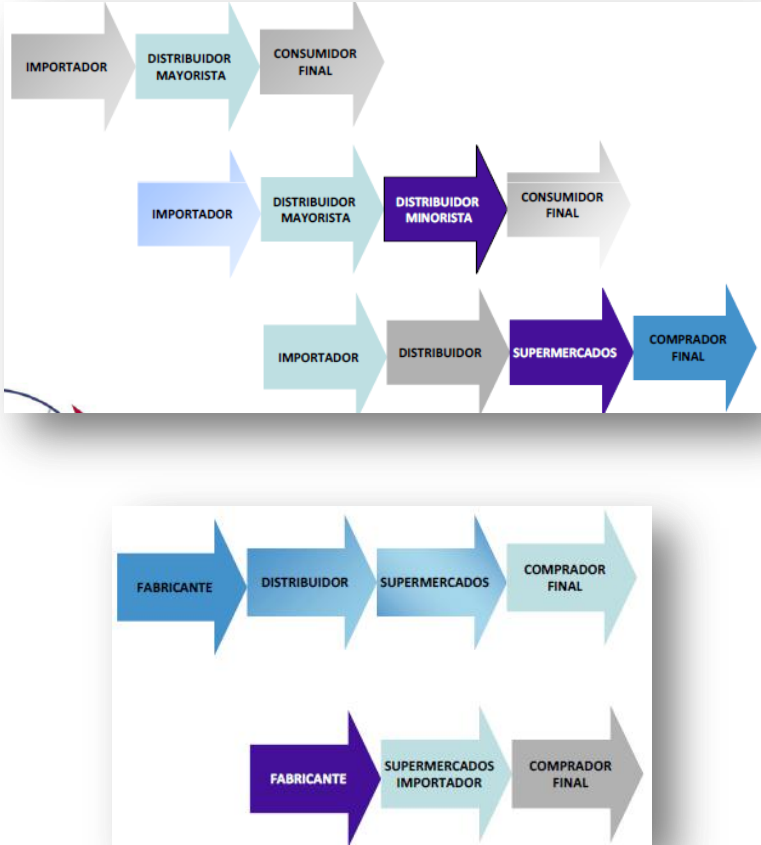 IMPORTADOR
DISTRIBUIDOR
MAYORISTA
CONSUMIDOR
FINAL
IMPORTADOR
DISTRIBUIDOR
MAYORISTA
DISTRIBUIDOR
MINORISTA
CONSUMIDOR
FINAL
IMPORTADOR
DISTRIBUIDOR
SUPERMERCADOS
COMPRADOR
FINAL
FABRICANTE
DISTRIBUIDOR
SUPERMERCADOS
COMPRADOR
FINAL
FABRICANTE
SUPERMERCADOS
IMPORTADOR
COMPRADOR
FINAL